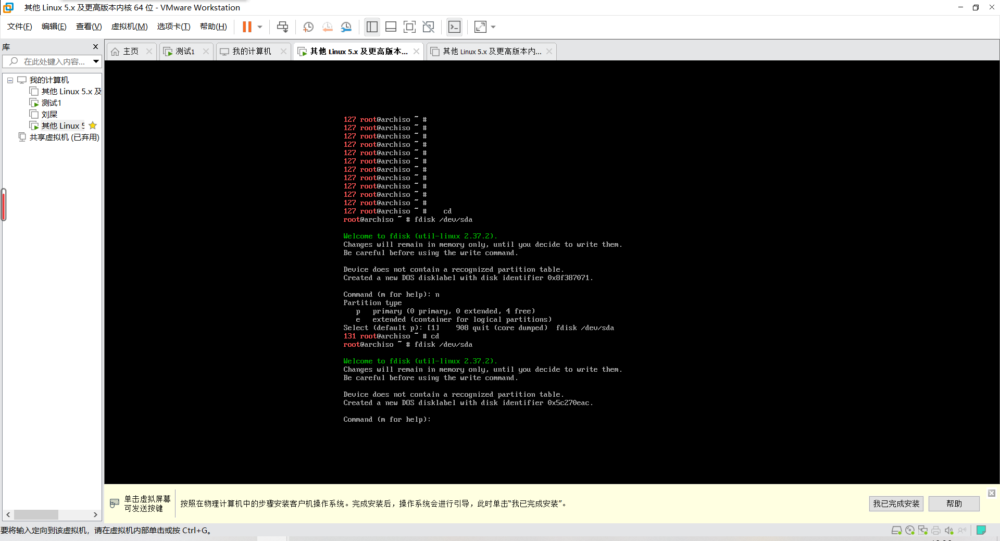 其他 Linux 5.x 及更高版本内核 64 位 - VMware Workstation
文件(F) 编辑(E) 查看(V) 虚拟机(M) 选项卡(T) 帮助(H)
库
主页
测试1
我的计算机
其他 Linux 5.x 及更高版本...
其他 Linux 5.x 及更高版本内...
在此处键入内容...
我的计算机
其他 Linux 5.x 及
测试1
刘屎
其他 Linux 5
共享虚拟机 (已弃用)
127 root@archiso ~ #
127 root@archiso ~ #
127 root@archiso ~ #
127 root@archiso ~ #
127 root@archiso ~ #
127 root@archiso ~ #
127 root@archiso ~ #
127 root@archiso ~ #
127 root@archiso ~ #
127 root@archiso ~ #
127 root@archiso ~ #
127 root@archiso ~ #    cd
root@archiso ~ # fdisk /dev/sda
Welcome to fdisk (util-linux 2.37.2).
Changes will remain in memory only, until you decide to write them.
Be careful before using the write command.
Device does not contain a recognized partition table.
Created a new DOS disklabel with disk identifier 0x8f387071.
Command (m for help): n
Partition type
p   primary (0 primary, 0 extended, 4 free)
e   extended (container for logical partitions)
Select (default p): [1]    908 quit (core dumped)  fdisk /dev/sda
131 root@archiso ~ # cd
root@archiso ~ # fdisk /dev/sda
Welcome to fdisk (util-linux 2.37.2).
Changes will remain in memory only, until you decide to write them.
Be careful before using the write command.
Device does not contain a recognized partition table.
Created a new DOS disklabel with disk identifier 0x5c270eac.
Command (m for help):
单击虚拟屏幕
可发送按键
按照在物理计算机中的步骤安装客户机操作系统。完成安装后，操作系统会进行引导，此时单击“我已完成安装”。
我已完成安装
帮助
要将输入定向到该虚拟机，请在虚拟机内部单击或按 Ctrl+G。